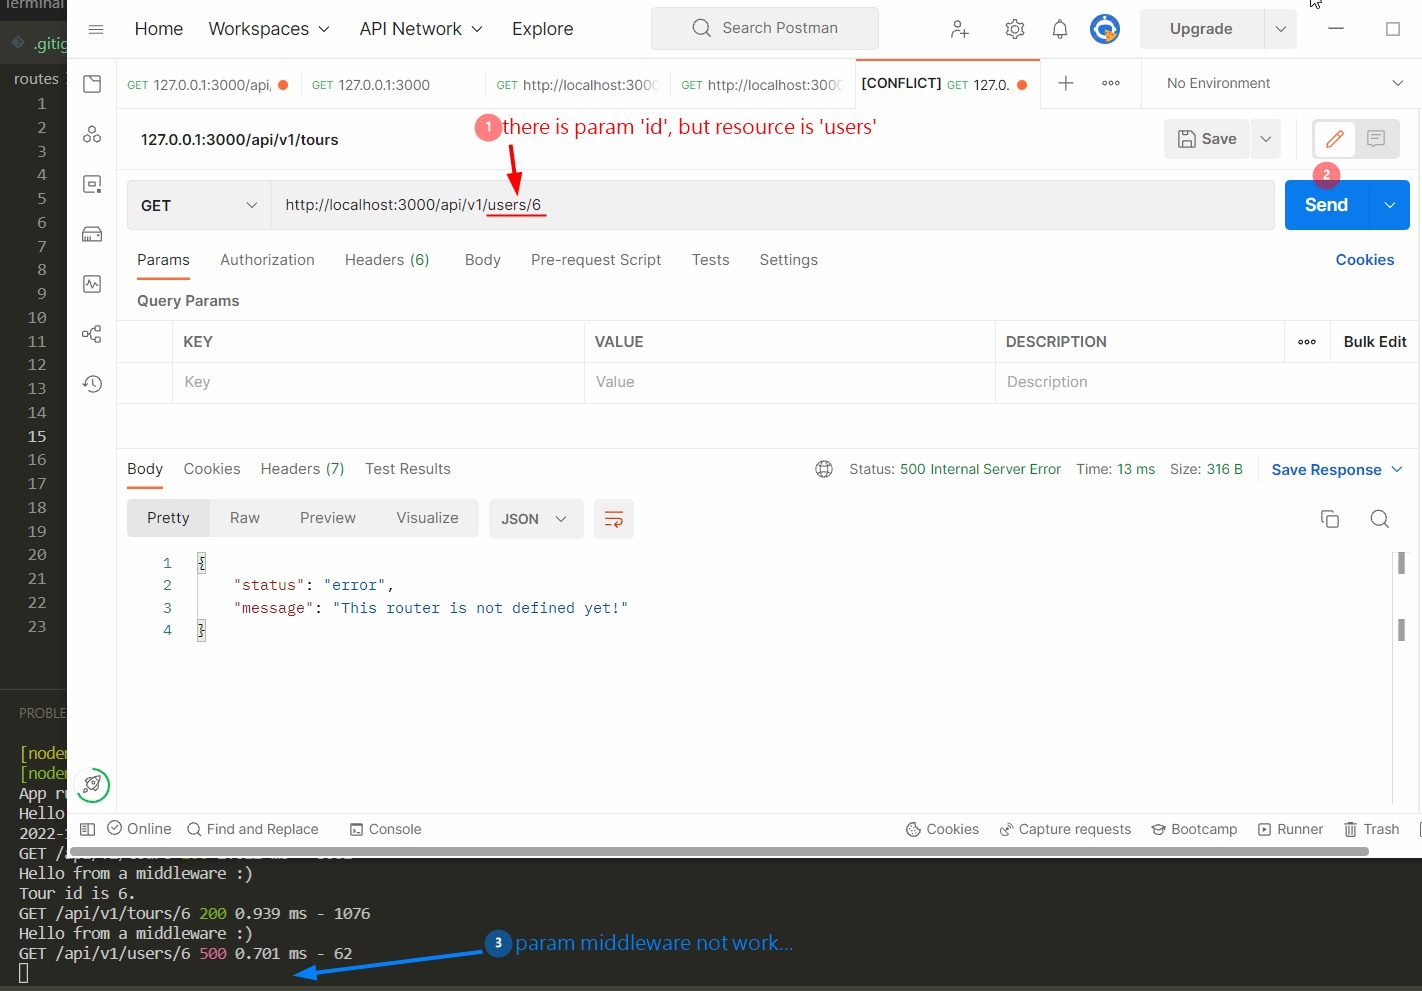 Terminal
.gitig
routes
1
2
3
4
5
6
7
8
9
10
11
12
13
14
15
16
17
18
19
20
21
22
23
Home Workspaces API Network Explore Search Postman Upgrade
GET 127.0.0.1:3000/api, GET 127.0.0.1:3000 GET http://localhost:3000 GET http://localhost:3000 [CONFLICT] GET 127.0. No Environment
1 there is param 'id', but resource is 'users'
127.0.0.1:3000/api/v1/tours Save
2
GET http://localhost:3000/api/v1/users/6 Send
Params Authorization Headers (6) Body Pre-request Script Tests Settings Cookies
Query Params
KEY VALUE DESCRIPTION Bulk Edit
Key Value Description
Body Cookies Headers (7) Test Results Status: 500 Internal Server Error Time: 13 ms Size: 316 B Save Response
Pretty Raw Preview Visualize JSON
1 {
2 "status": "error",
3 "message": "This router is not defined yet!"
4 }
Online Find and Replace Console Cookies Capture requests Bootcamp Runner Trash
PROBLE
[noder
[noder
App ru
Hello
2022-1
GET /api/v1/tours 200
Hello from a middleware :)
Tour id is 6.
GET /api/v1/tours/6 200 0.939 ms - 1076
Hello from a middleware :)
GET /api/v1/users/6 500 0.701 ms - 62
3 param middleware not work...